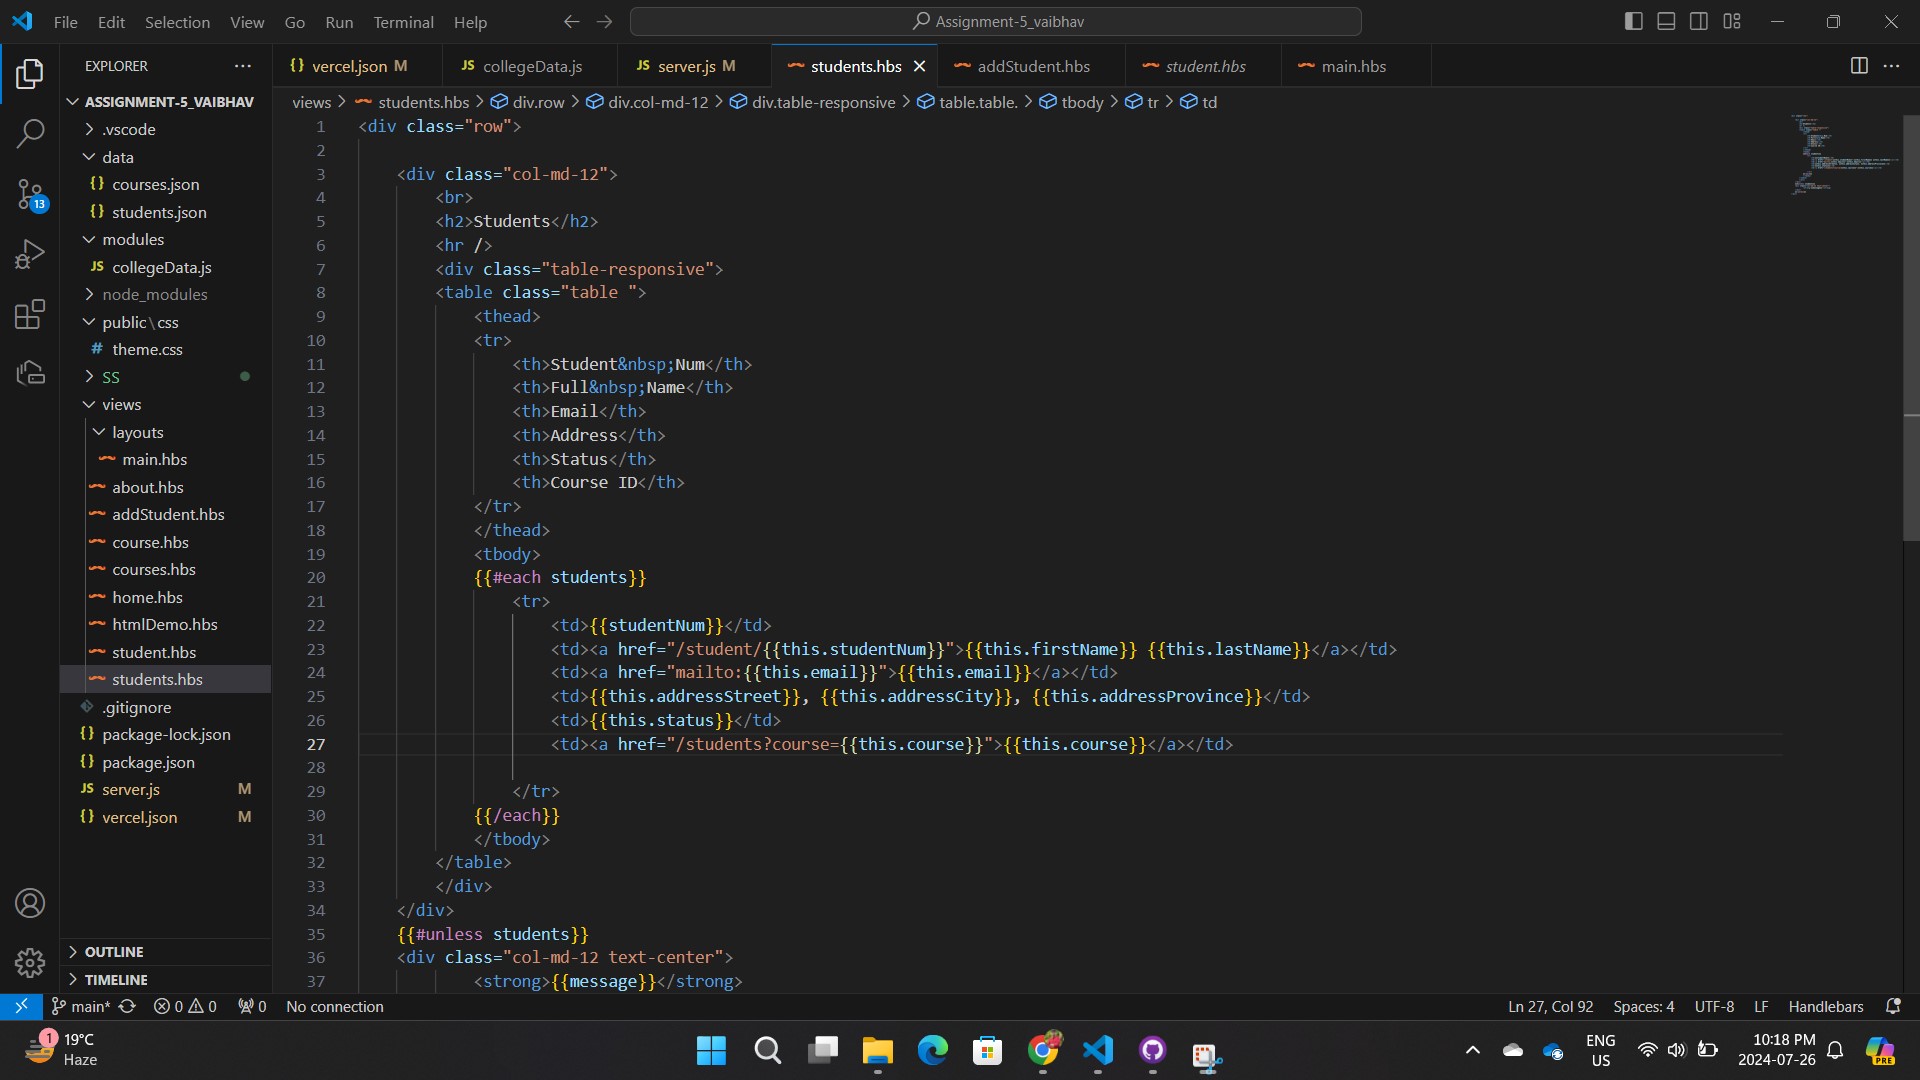 File Edit Selection View Go Run Terminal Help
Assignment-5_vaibhav
EXPLORER
ASSIGNMENT-5_VAIBHAV
.vscode
data
{} courses.json
{} students.json
modules
JS collegeData.js
node_modules
public\css
# theme.css
SS
views
layouts
main.hbs
about.hbs
addStudent.hbs
course.hbs
courses.hbs
home.hbs
htmlDemo.hbs
student.hbs
students.hbs
.gitignore
{} package-lock.json
{} package.json
JS server.js M
{} vercel.json M
OUTLINE
TIMELINE
13
{} vercel.json M
JS collegeData.js
JS server.js M
students.hbs
addStudent.hbs
student.hbs
main.hbs
views > students.hbs > div.row > div.col-md-12 > div.table-responsive > table.table. > tbody > tr > td
1 <div class="row">
2
3 <div class="col-md-12">
4 <br>
5 <h2>Students</h2>
6 <hr />
7 <div class="table-responsive">
8 <table class="table ">
9 <thead>
10 <tr>
11 <th>Student&nbsp;Num</th>
12 <th>Full&nbsp;Name</th>
13 <th>Email</th>
14 <th>Address</th>
15 <th>Status</th>
16 <th>Course ID</th>
17 </tr>
18 </thead>
19 <tbody>
20 {{#each students}}
21 <tr>
22 <td>{{studentNum}}</td>
23 <td><a href="/student/{{this.studentNum}}">{{this.firstName}} {{this.lastName}}</a></td>
24 <td><a href="mailto:{{this.email}}">{{this.email}}</a></td>
25 <td>{{this.addressStreet}}, {{this.addressCity}}, {{this.addressProvince}}</td>
26 <td>{{this.status}}</td>
27 <td><a href="/students?course={{this.course}}">{{this.course}}</a></td>
28
29 </tr>
30 {{/each}}
31 </tbody>
32 </table>
33 </div>
34 </div>
35 {{#unless students}}
36 <div class="col-md-12 text-center">
37 <strong>{{message}}</strong>
main* 0 0 0 No connection
Ln 27, Col 92 Spaces: 4 UTF-8 LF Handlebars
1
19°C
Haze
ENG
US
10:18 PM
2024-07-26
PRE